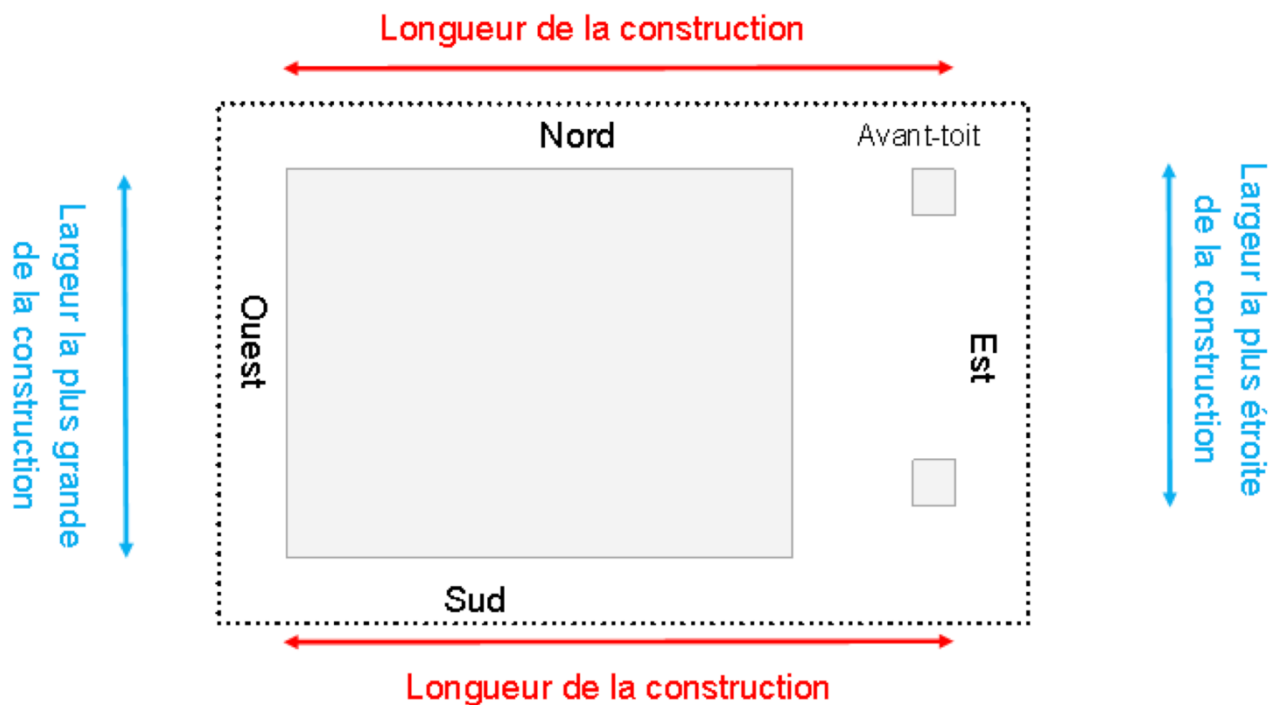 Longueur de la construction
Nord
Avant-toit
Largeur la plus grande
de la construction
Ouest
Est
Largeur la plus étroite
de la construction
Sud
Longueur de la construction